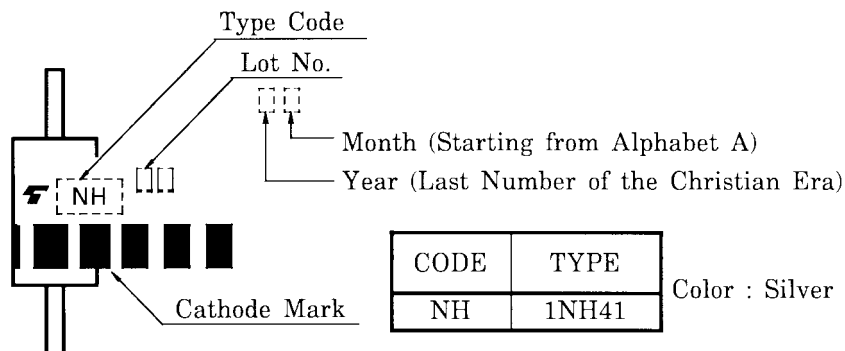 Type Code
Lot No.
Month (Starting from Alphabet A)
Year (Last Number of the Christian Era)
NH
CODE TYPE
NH 1NH41
Color : Silver
Cathode Mark